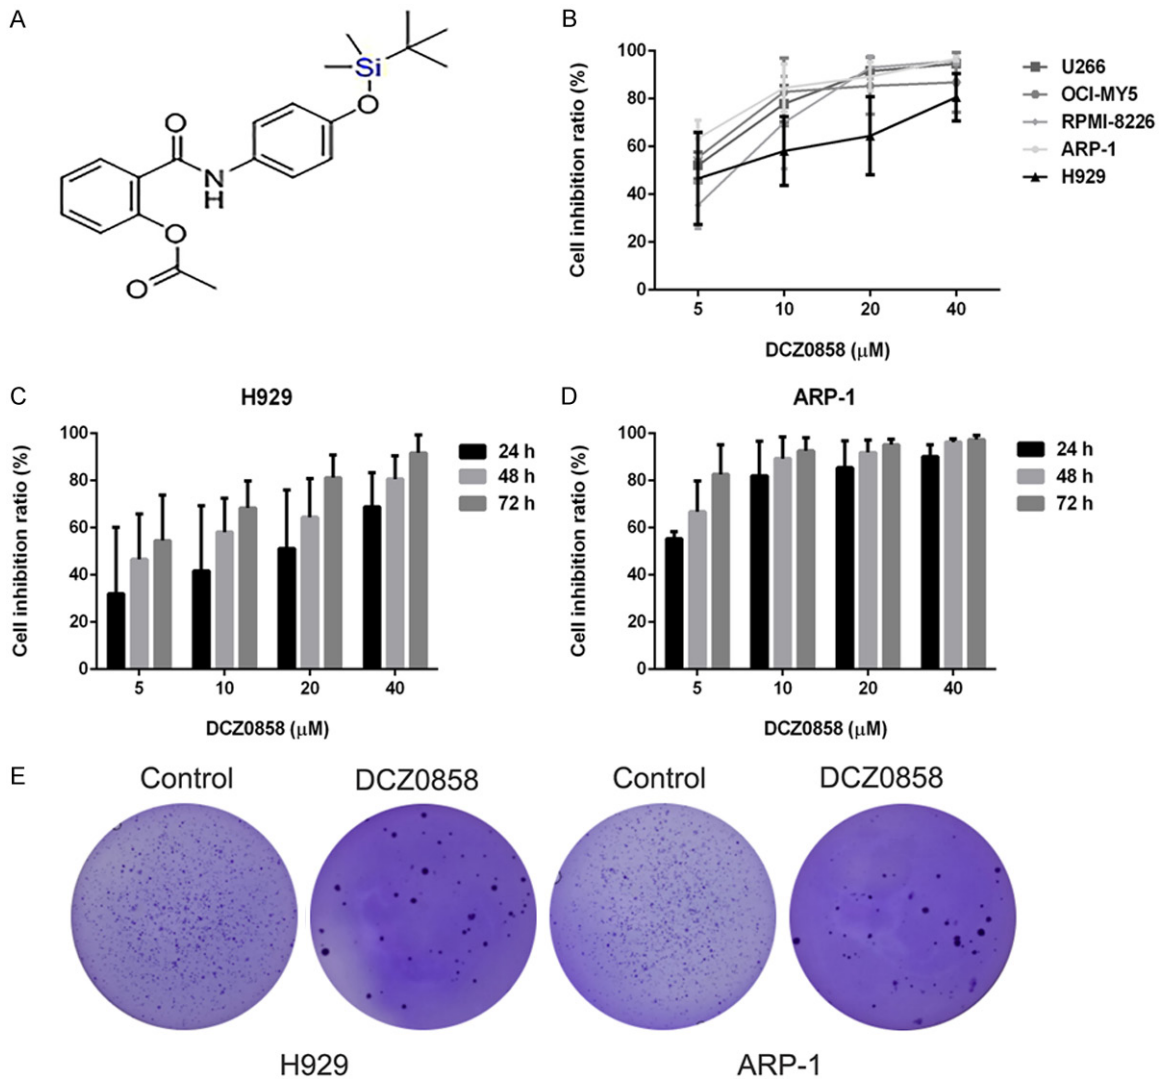 A
Si
O
O
N
H
O
O
B
Cell inhibition ratio (%)
100
80
60
40
20
0
5 10 20 40
DCZ0858 (μM)
U266
OCI-MY5
RPMI-8226
ARP-1
H929
C
H929
Cell inhibition ratio (%)
100
80
60
40
20
0
5 10 20 40
DCZ0858 (μM)
24 h
48 h
72 h
D
ARP-1
Cell inhibition ratio (%)
100
80
60
40
20
0
5 10 20 40
DCZ0858 (μM)
24 h
48 h
72 h
E
Control DCZ0858 Control DCZ0858
H929 ARP-1